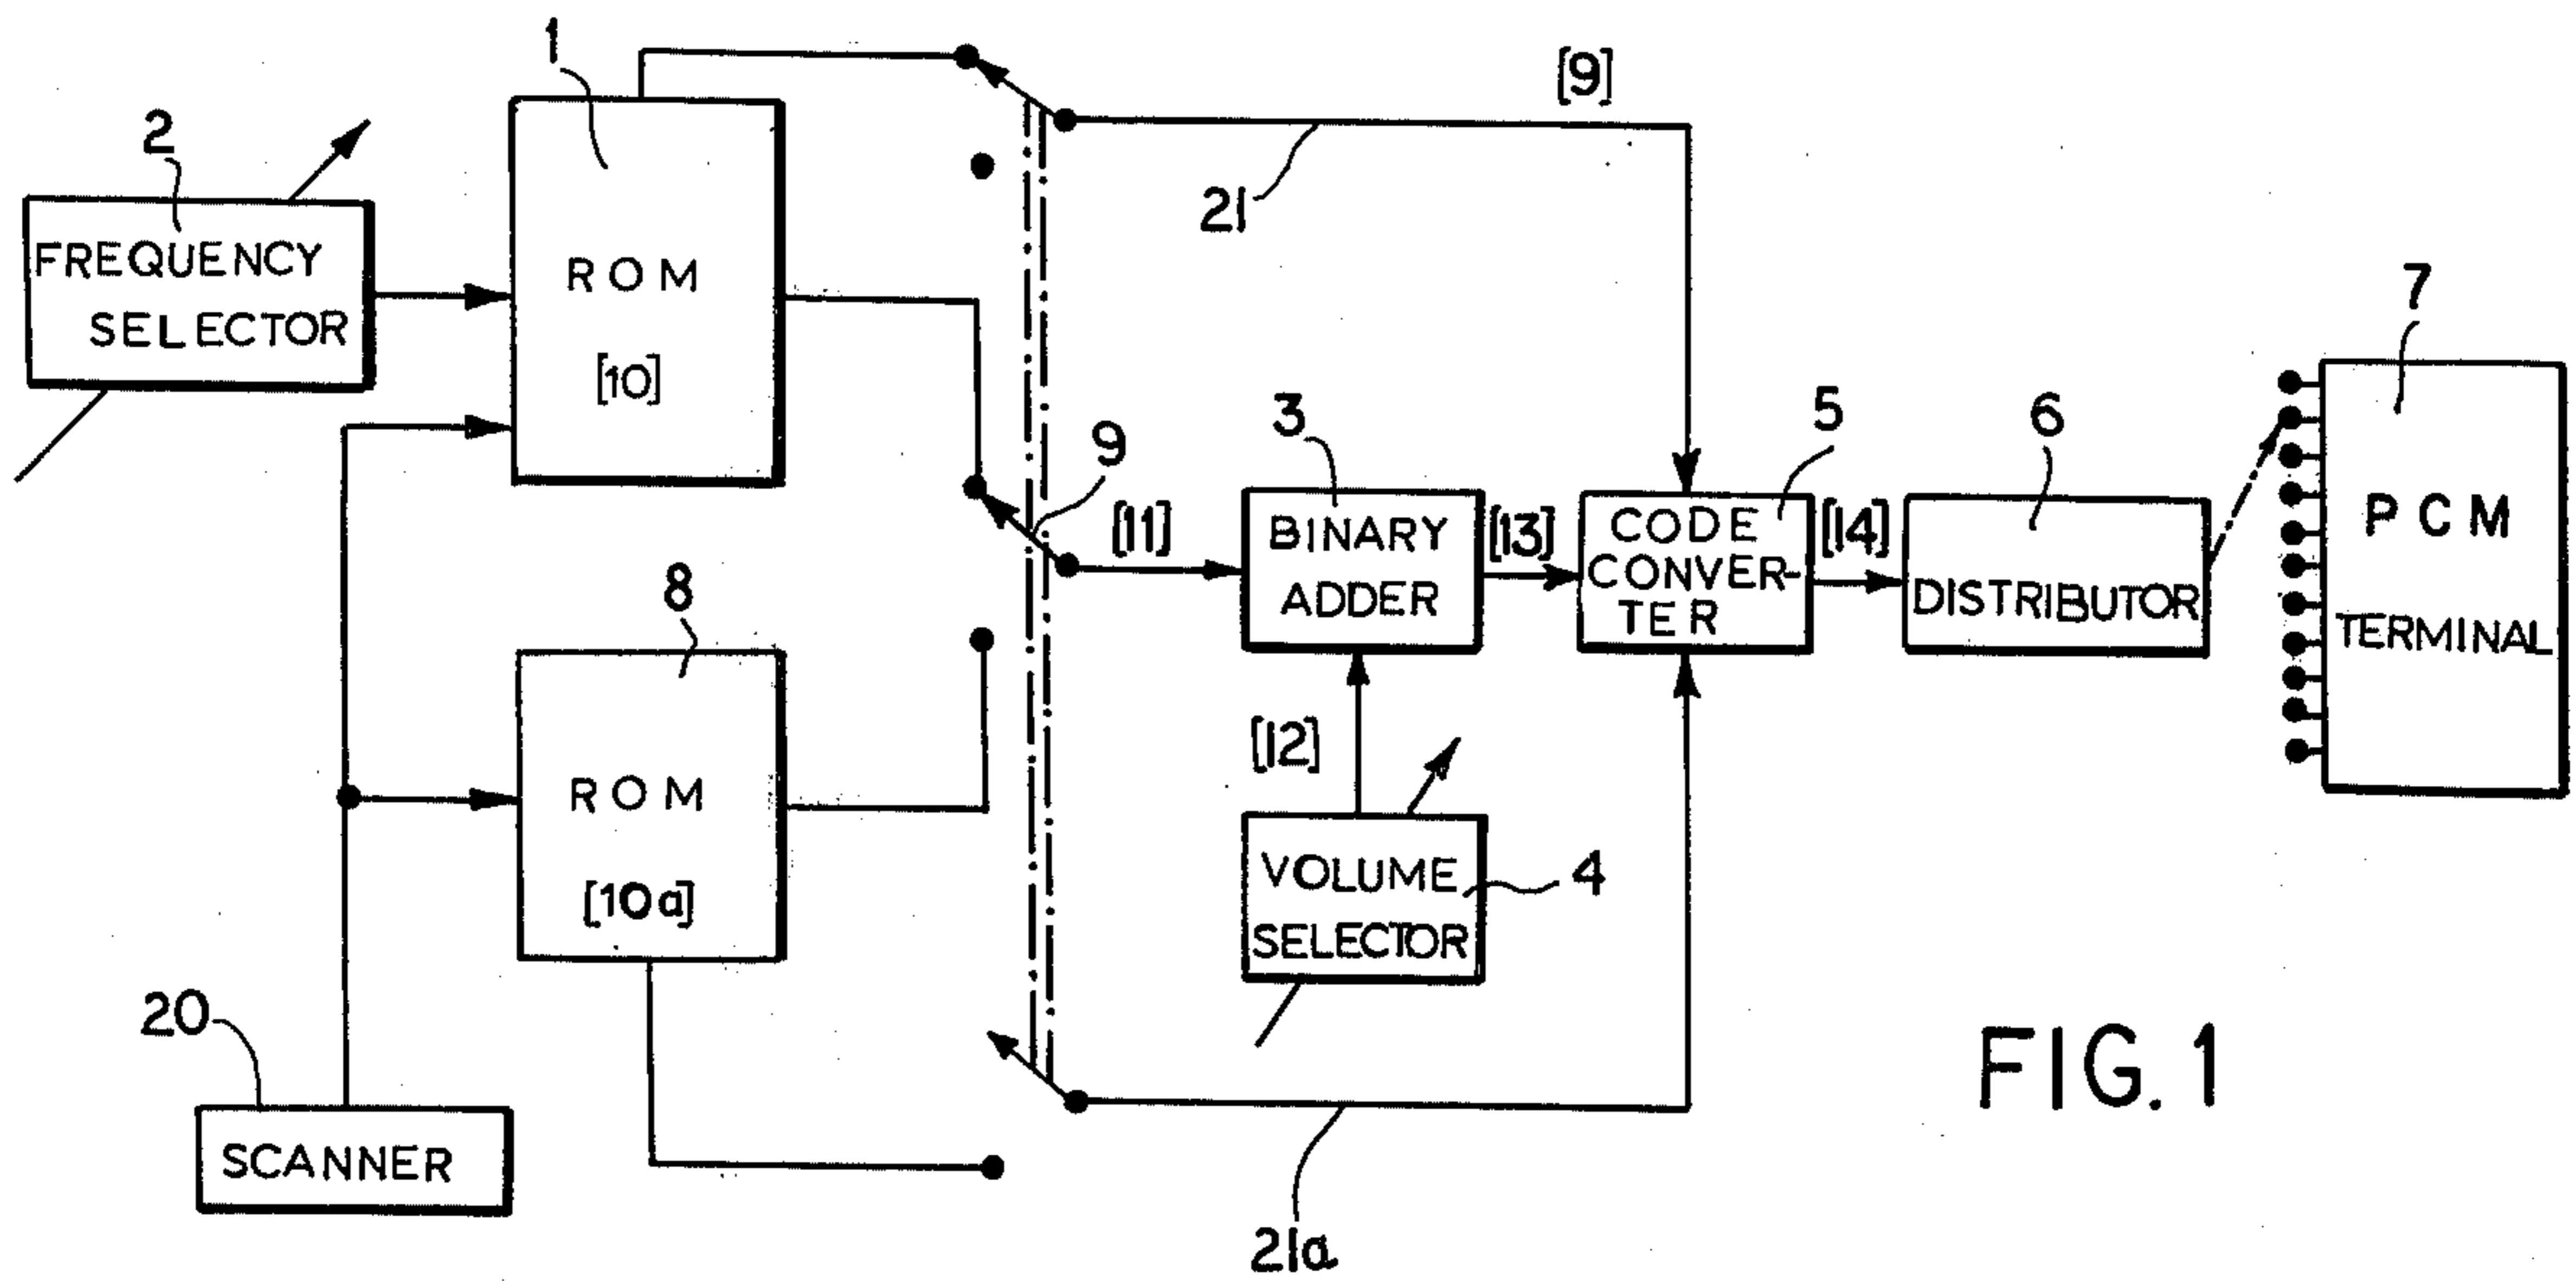 1
[9]
2
21
FREQUENCY
SELECTOR
ROM
[10]
7
PCM
TERMINAL
3
5
6
9
[11]
BINARY
ADDER
[13]
CODE
CONVER-
TER
[14]
DISTRIBUTOR
8
ROM
[10a]
[12]
VOLUME
SELECTOR
4
20
SCANNER
21a
FIG. 1